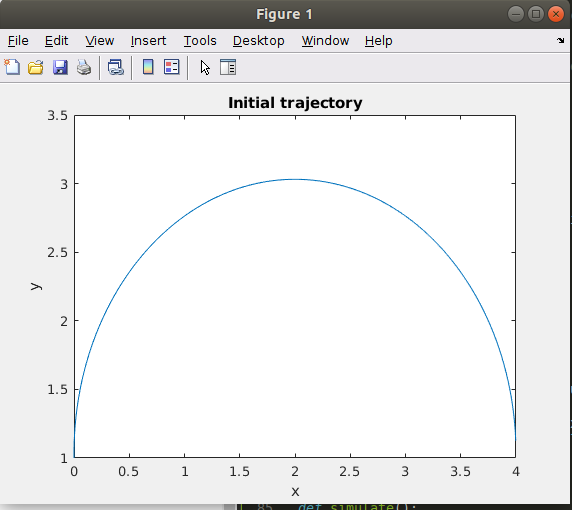 Figure 1
File Edit View Insert Tools Desktop Window Help
Initial trajectory
3.5
3
2.5
2
1.5
1
y
0 0.5 1 1.5 2 2.5 3 3.5 4
x
85 def simulate():